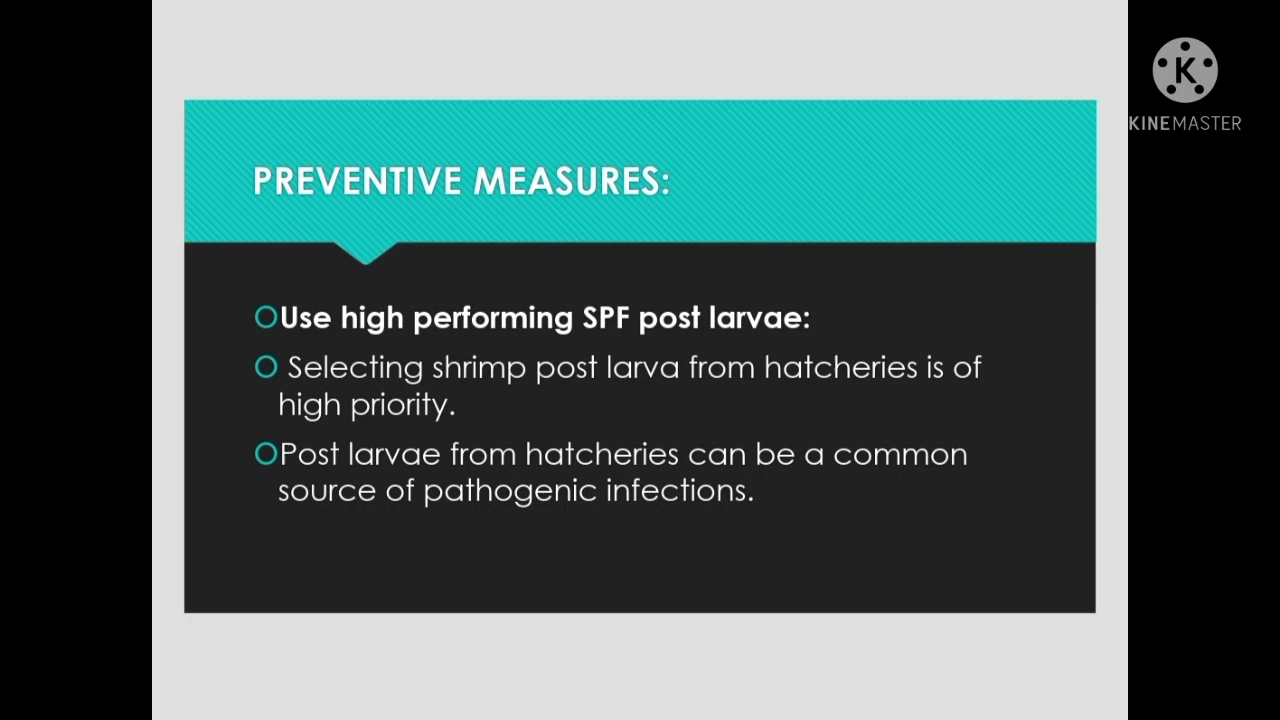 K
KINEMASTER
PREVENTIVE MEASURES:
Use high performing SPF post larvae:
Selecting shrimp post larva from hatcheries is of
high priority.
Post larvae from hatcheries can be a common
source of pathogenic infections.